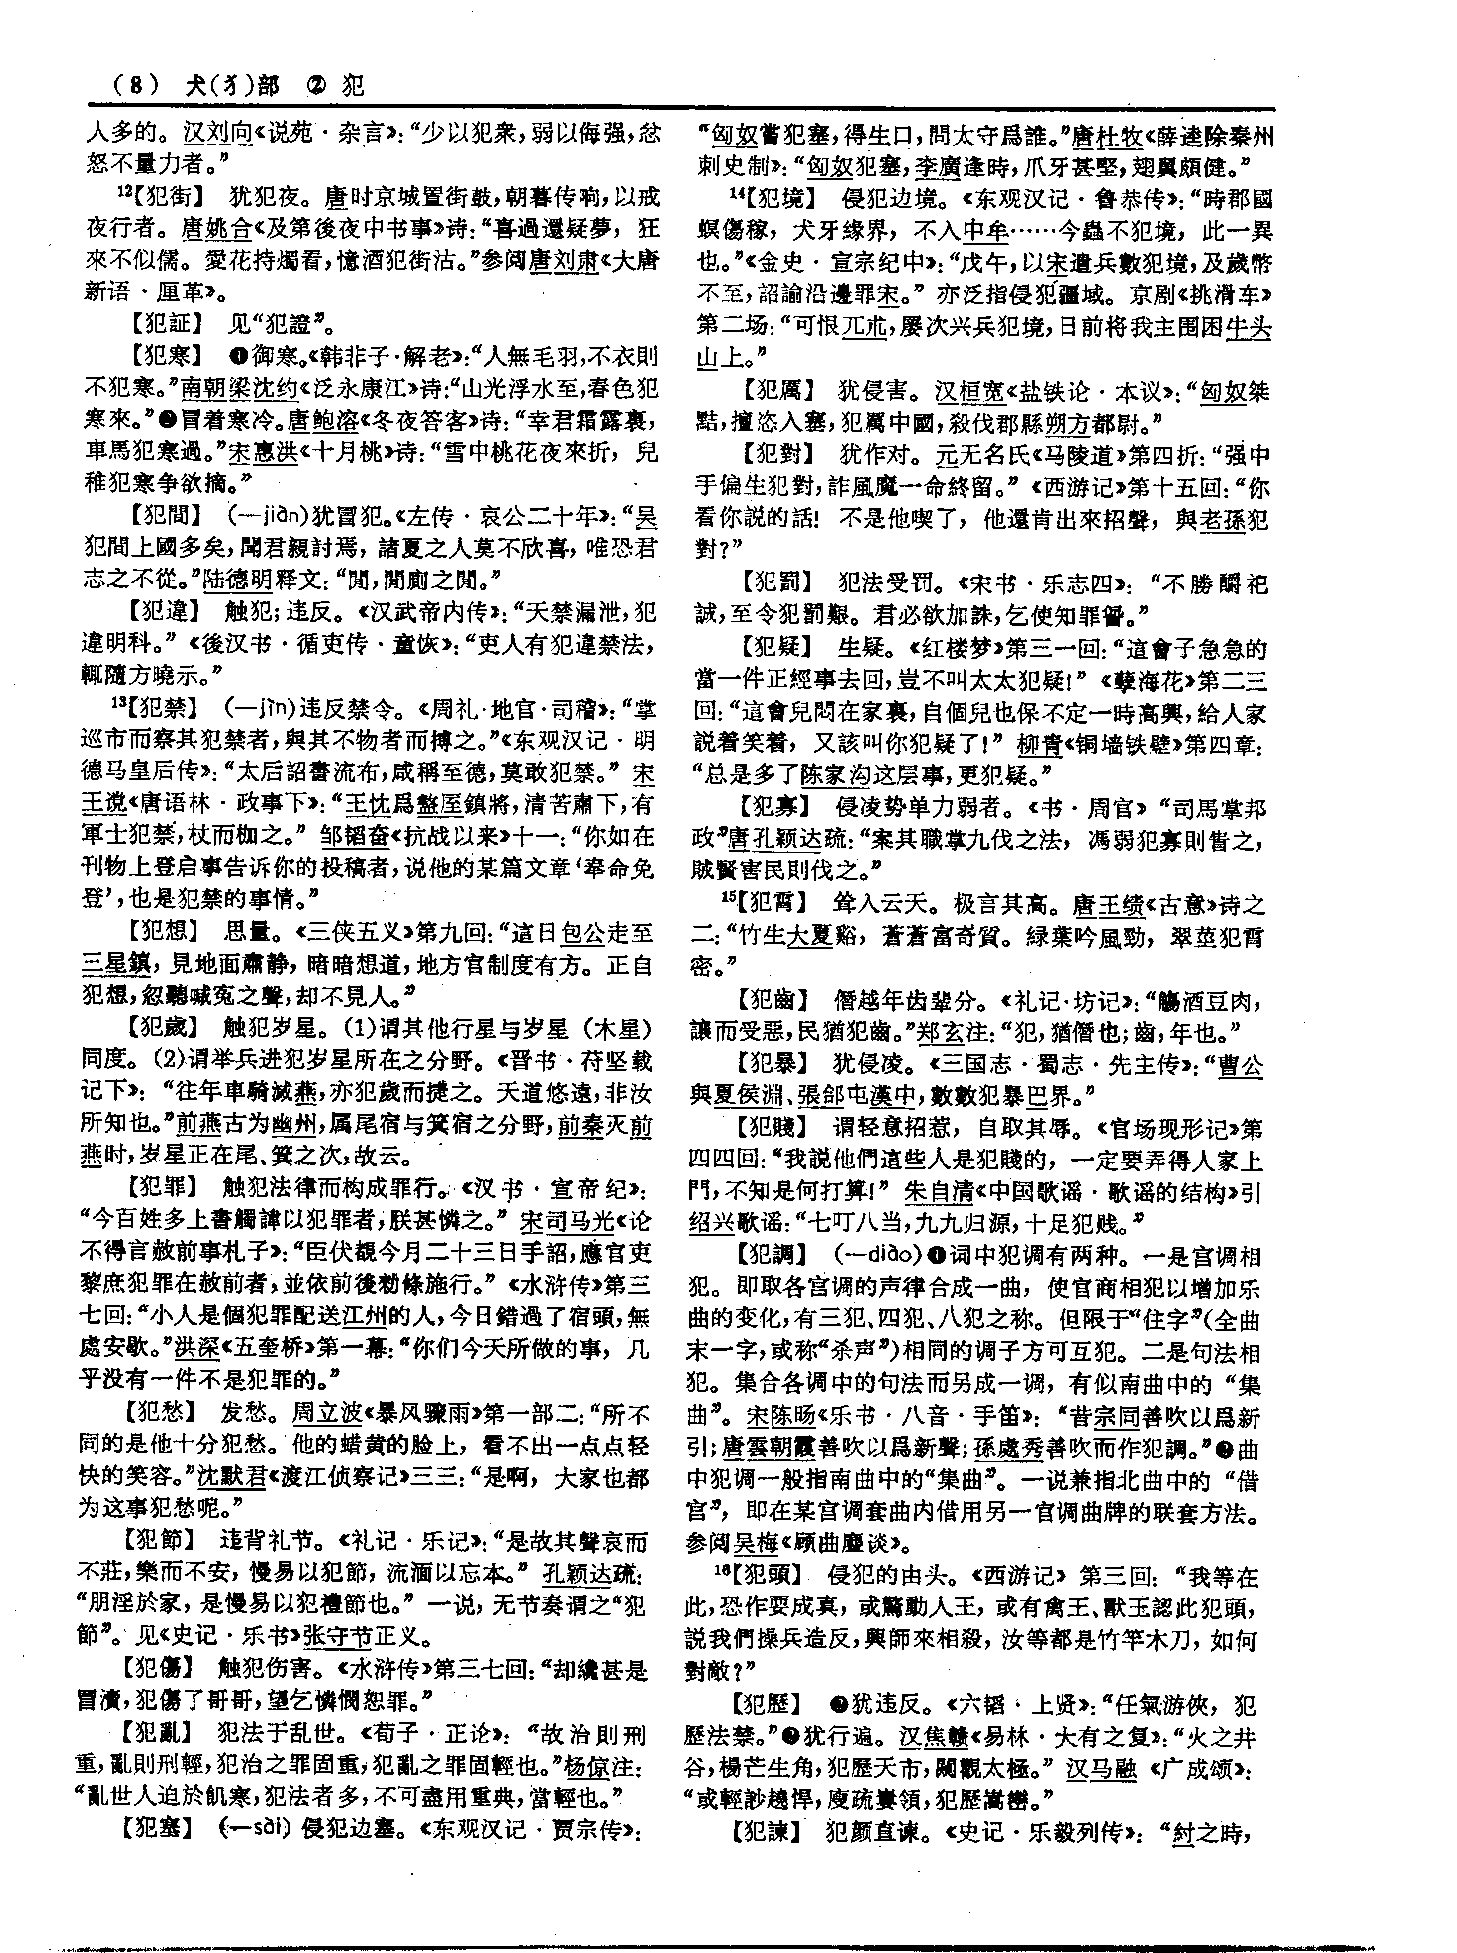 (8) 犬(犭)部 ② 犯
人多的。汉刘向《说苑·杂言》：“少以犯衆，弱以侮强，忿
怒不量力者。”
12【犯街】 犹犯夜。唐时京城置街鼓，朝暮传呴，以戒
夜行者。唐姚合《及第後夜中书事》诗：“喜過還疑夢，狂
來不似儒。愛花持燭看，憶酒犯街沽。”参阅唐刘肃《大唐
新语·厘革》。
【犯証】 见“犯證”。
【犯寒】 ❶御寒。《韩非子·解老》：“人無毛羽，不衣則
不犯寒。”南朝梁沈约《泛永康江》诗：“山光浮水至，春色犯
寒來。”❷冒着寒冷。唐鲍溶《冬夜答客》诗：“幸君霜露裏，
車馬犯寒過。”宋惠洪《十月桃》诗：“雪中桃花夜來折，兒
稚犯寒争欲摘。”
【犯間】 (—jiàn)犹冒犯。《左传·哀公二十年》：“吴
犯間上國多矣，聞君親討焉，諸夏之人莫不欣喜，唯恐君
志之不從。”陆德明释文：“間，間廁之間。”
【犯違】 触犯；违反。《汉武帝内传》：“天禁漏泄，犯
違明科。”《後汉书·循吏传·童恢》：“吏人有犯違禁法，
輒隨方曉示。”
13【犯禁】 (—jìn)违反禁令。《周礼·地官·司稽》：“掌
巡市而察其犯禁者，與其不物者而搏之。”《东观汉记·明
德马皇后传》：“太后詔書流布，咸稱至德，莫敢犯禁。”宋
王谠《唐语林·政事下》：“王忱爲盩厔鎮將，清苦肅下，有
軍士犯禁，杖而枷之。”邹韬奋《抗战以来》十一：“你如在
刊物上登启事告诉你的投稿者，说他的某篇文章‘奉命免
登’，也是犯禁的事情。”
【犯想】 思量。《三侠五义》第九回：“這日包公走至
三星鎮，見地面肅静，暗暗想道，地方官制度有方。正自
犯想，忽聽喊冤之聲，却不見人。”
【犯歲】 触犯岁星。(1)谓其他行星与岁星（木星）
同度。(2)谓举兵进犯岁星所在之分野。《晋书·苻坚载
记下》：“往年車騎滅燕，亦犯歲而捷之。天道悠遠，非汝
所知也。”前燕古为幽州，属尾宿与箕宿之分野，前秦灭前
燕时，岁星正在尾、箕之次，故云。
【犯罪】 触犯法律而构成罪行。《汉书·宣帝纪》：
“今百姓多上書觸諱以犯罪者，朕甚憐之。”宋司马光《论
不得言赦前事札子》：“臣伏覩今月二十三日手詔，應官吏
黎庶犯罪在赦前者，並依前後勑條施行。”《水浒传》第三
七回：“小人是個犯罪配送江州的人，今日錯過了宿頭，無
處安歇。”洪深《五奎桥》第一幕：“你们今天所做的事，几
乎没有一件不是犯罪的。”
【犯愁】 发愁。周立波《暴风骤雨》第一部二：“所不
同的是他十分犯愁。他的蜡黄的脸上，看不出一点点轻
快的笑容。”沈默君《渡江侦察记》三三：“是啊，大家也都
为这事犯愁呢。”
【犯節】 违背礼节。《礼记·乐记》：“是故其聲哀而
不莊，樂而不安，慢易以犯節，流湎以忘本。”孔颖达疏：
“朋淫於家，是慢易以犯禮節也。”一说，无节奏谓之“犯
節”。见《史记·乐书》张守节正义。
【犯傷】 触犯伤害。《水浒传》第三七回：“却纔甚是
冒瀆，犯傷了哥哥，望乞憐憫恕罪。”
【犯亂】 犯法于乱世。《荀子·正论》：“故治則刑
重，亂則刑輕，犯治之罪固重，犯亂之罪固輕也。”杨倞注：
“亂世人迫於飢寒，犯法者多，不可盡用重典，當輕也。”
【犯塞】 (—sài) 侵犯边塞。《东观汉记·贾宗传》：
“匈奴嘗犯塞，得生口，問太守爲誰。”唐杜牧《薛逵除秦州
刺史制》：“匈奴犯塞，李廣逢時，爪牙甚堅，翅翼頗健。”
14【犯境】 侵犯边境。《东观汉记·鲁恭传》：“時郡國
螟傷稼，犬牙缘界，不入中牟……今蟲不犯境，此一異
也。”《金史·宣宗纪中》：“戊午，以宋遣兵數犯境，及歲幣
不至，詔諭沿邊罪宋。”亦泛指侵犯疆域。京剧《挑滑车》
第二场：“可恨兀朮，屡次兴兵犯境，日前将我主围困牛头
山上。”
【犯厲】 犹侵害。汉桓宽《盐铁论·本议》：“匈奴桀
黠，擅恣入塞，犯厲中國，殺伐郡縣朔方都尉。”
【犯對】 犹作对。元无名氏《马陵道》第四折：“强中
手偏生犯對，詐風魔一命終留。”《西游记》第十五回：“你
看你説的話！不是他喫了，他還肯出來招聲，與老孫犯
對？”
【犯罰】 犯法受罚。《宋书·乐志四》：“不勝釂祀
誠，至令犯罰艱。君必欲加誅，乞使知罪諐。”
【犯疑】 生疑。《红楼梦》第三一回：“這會子急急的
當一件正經事去回，豈不叫太太犯疑！”《孽海花》第二三
回：“這會兒悶在家裏，自個兒也保不定一時高興，給人家
説着笑着，又該叫你犯疑了！”柳青《铜墙铁壁》第四章：
“总是多了陈家沟这层事，更犯疑。”
【犯寡】 侵凌势单力弱者。《书·周官》“司馬掌邦
政”唐孔颖达疏：“案其職掌九伐之法，馮弱犯寡則眚之，
賊賢害民則伐之。”
15【犯霄】 耸入云天。极言其高。唐王绩《古意》诗之
二：“竹生大夏谿，蒼蒼富奇質。緑葉吟風勁，翠莖犯霄
密。”
【犯齒】 僭越年齿辈分。《礼记·坊记》：“觴酒豆肉，
讓而受惡，民猶犯齒。”郑玄注：“犯，猶僭也；齒，年也。”
【犯暴】 犹侵凌。《三国志·蜀志·先主传》：“曹公
與夏侯淵、張郃屯漢中，數數犯暴巴界。”
【犯賤】 谓轻意招惹，自取其辱。《官场现形记》第
四四回：“我説他們這些人是犯賤的，一定要弄得人家上
門，不知是何打算！”朱自清《中国歌谣·歌谣的结构》引
绍兴歌谣：“七叮八当，九九归源，十足犯贱。”
【犯調】 (—diào)❶词中犯调有两种。一是宫调相
犯。即取各宫调的声律合成一曲，使宫商相犯以增加乐
曲的变化，有三犯、四犯、八犯之称。但限于“住字”(全曲
末一字，或称“杀声”)相同的调子方可互犯。二是句法相
犯。集合各调中的句法而另成一调，有似南曲中的“集
曲”。宋陈旸《乐书·八音·手笛》：“昔宗同善吹以爲新
引；唐雲朝霞善吹以爲新聲；孫處秀善吹而作犯調。”❷曲
中犯调一般指南曲中的“集曲”。一说兼指北曲中的“借
宫”，即在某宫调套曲内借用另一宫调曲牌的联套方法。
参阅吴梅《顾曲麈谈》。
16【犯頭】 侵犯的由头。《西游记》第三回：“我等在
此，恐作耍成真，或驚動人王，或有禽王、獸王認此犯頭，
説我們操兵造反，興師來相殺，汝等都是竹竿木刀，如何
對敵？”
【犯歷】 ❶犹违反。《六韬·上贤》：“任氣游俠，犯
歷法禁。”❷犹行遍。汉焦赣《易林·大有之复》：“火之井
谷，楊芒生角，犯歷天市，闚觀太極。”汉马融《广成颂》：
“或輕訬趬悍，廋疏嶁領，犯歷嵩巒。”
【犯諫】 犯颜直谏。《史记·乐毅列传》：“紂之時，